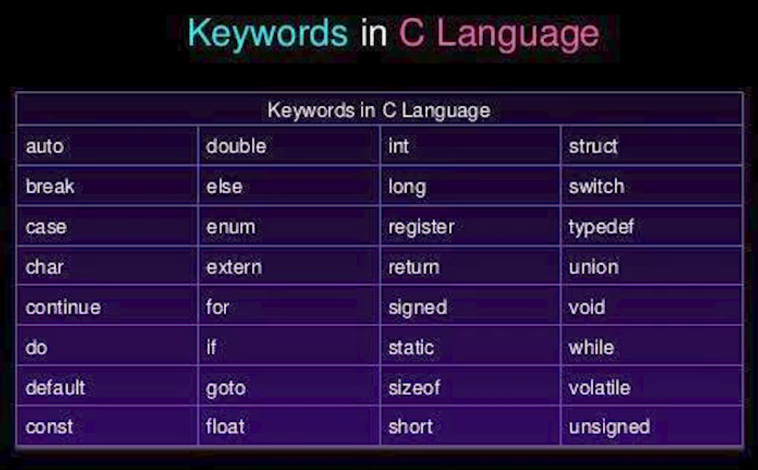 Keywords in C Language
Keywords in C Language
auto double int struct
break else long switch
case enum register typedef
char extern return union
continue for signed void
do if static while
default goto sizeof volatile
const float short unsigned